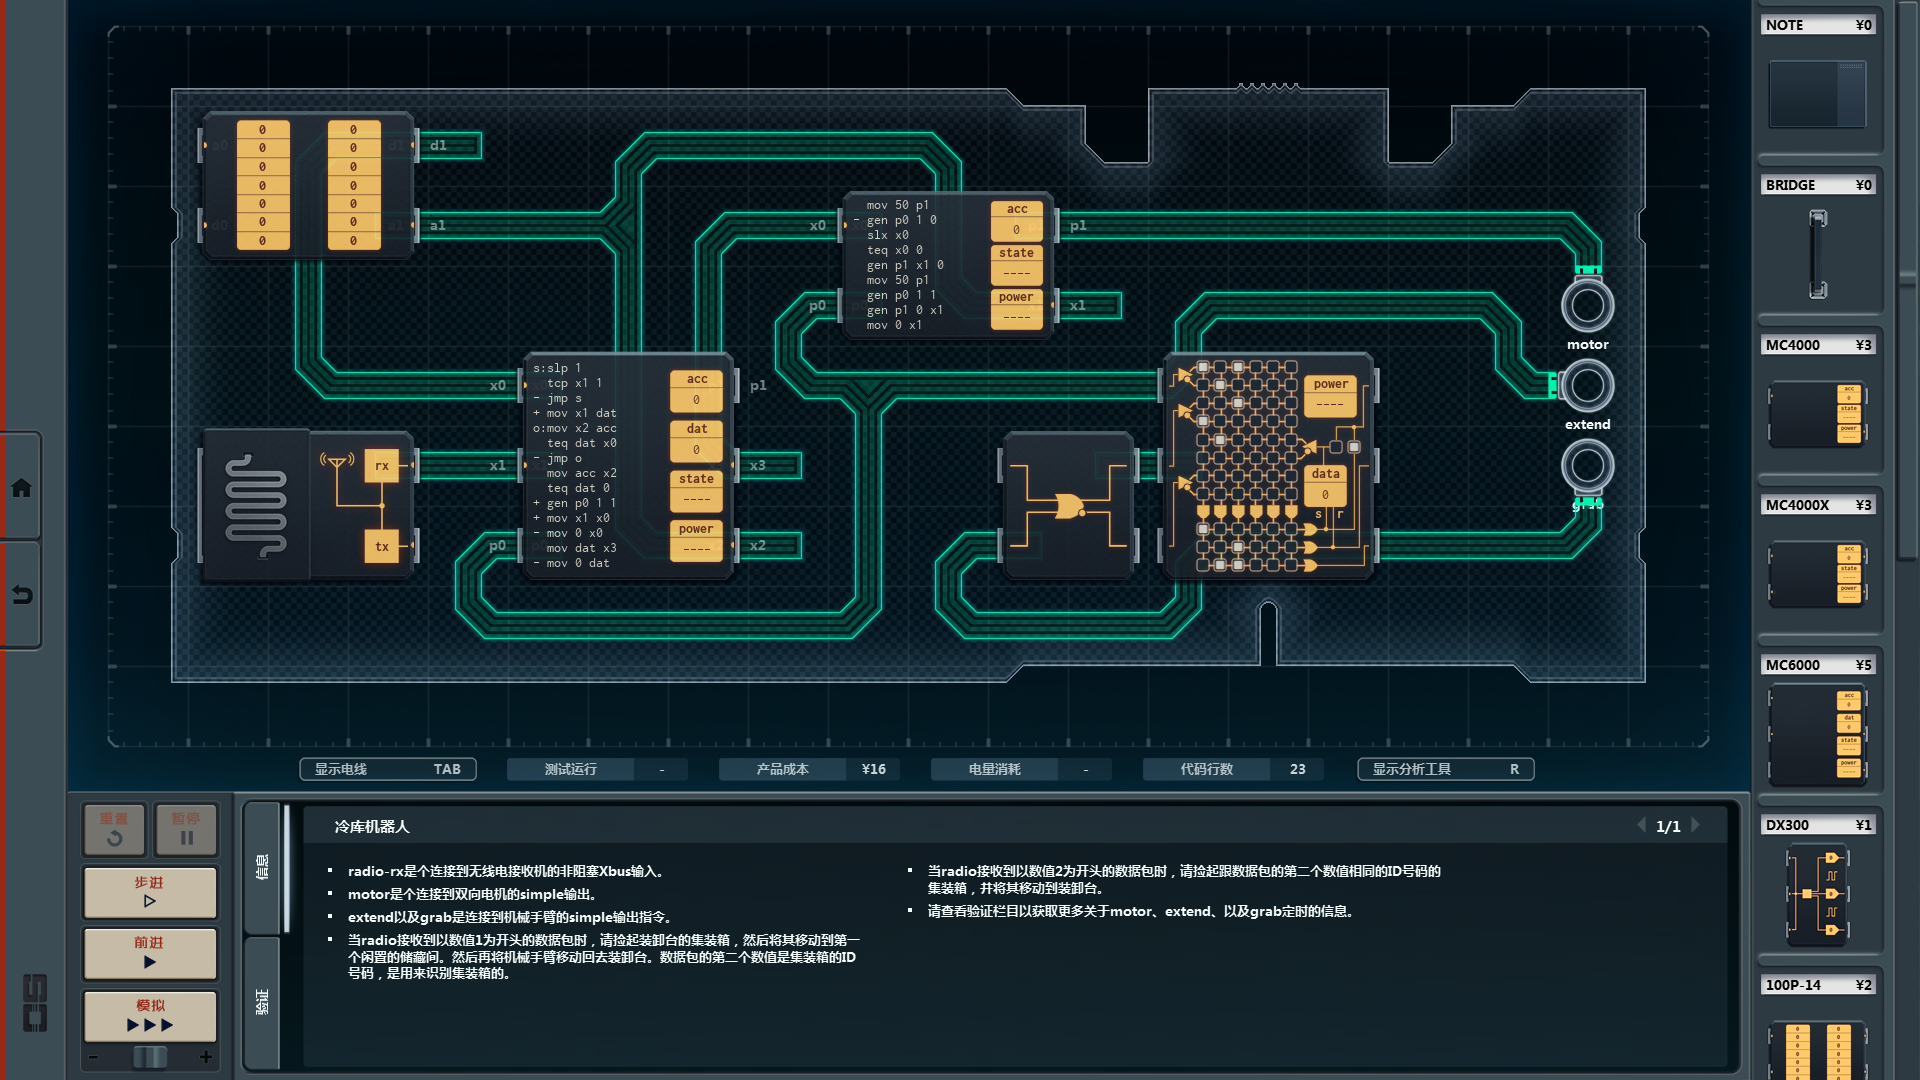 NOTE ¥0
BRIDGE ¥0
MC4000 ¥3
MC4000X ¥3
MC6000 ¥5
DX300 ¥1
100P-14 ¥2
0 0
0 0
0 0
0 0
0 0
0 0
0 0
d1
a1
mov 50 p1
- gen p0 1 0
slx x0
teq x0 0
gen p1 x1 0
mov 50 p1
gen p0 1 1
gen p1 0 x1
mov 0 x1
acc
0
state
----
power
----
x0
p0
p1
x1
motor
extend
s:slp 1
tcp x1 1
- jmp s
+ mov x1 dat
o:mov x2 acc
teq dat x0
- jmp o
mov acc x2
teq dat 0
+ gen p0 1 1
+ mov x1 x0
- mov 0 x0
mov dat x3
- mov 0 dat
acc
0
dat
0
state
----
power
----
x0
x1
p0
p1
x3
x2
rx
tx
power
----
data
0
s r
显示电线 TAB
测试运行 -
产品成本 ¥16
电量消耗 -
代码行数 23
显示分析工具 R
重置
暂停
步进
前进
模拟
- +
信息
验证
冷库机器人
1/1
radio-rx是个连接到无线电接收机的非阻塞Xbus输入。
motor是个连接到双向电机的simple输出。
extend以及grab是连接到机械手臂的simple输出指令。
当radio接收到以数值1为开头的数据包时，请捡起装卸台的集装箱，然后将其移动到第一
个闲置的储藏间。然后再将机械手臂移动回去装卸台。数据包的第二个数值是集装箱的ID
号码，是用来识别集装箱的。
当radio接收到以数值2为开头的数据包时，请捡起跟数据包的第二个数值相同的ID号码的
集装箱，并将其移动到装卸台。
请查看验证栏目以获取更多关于motor、extend、以及grab定时的信息。